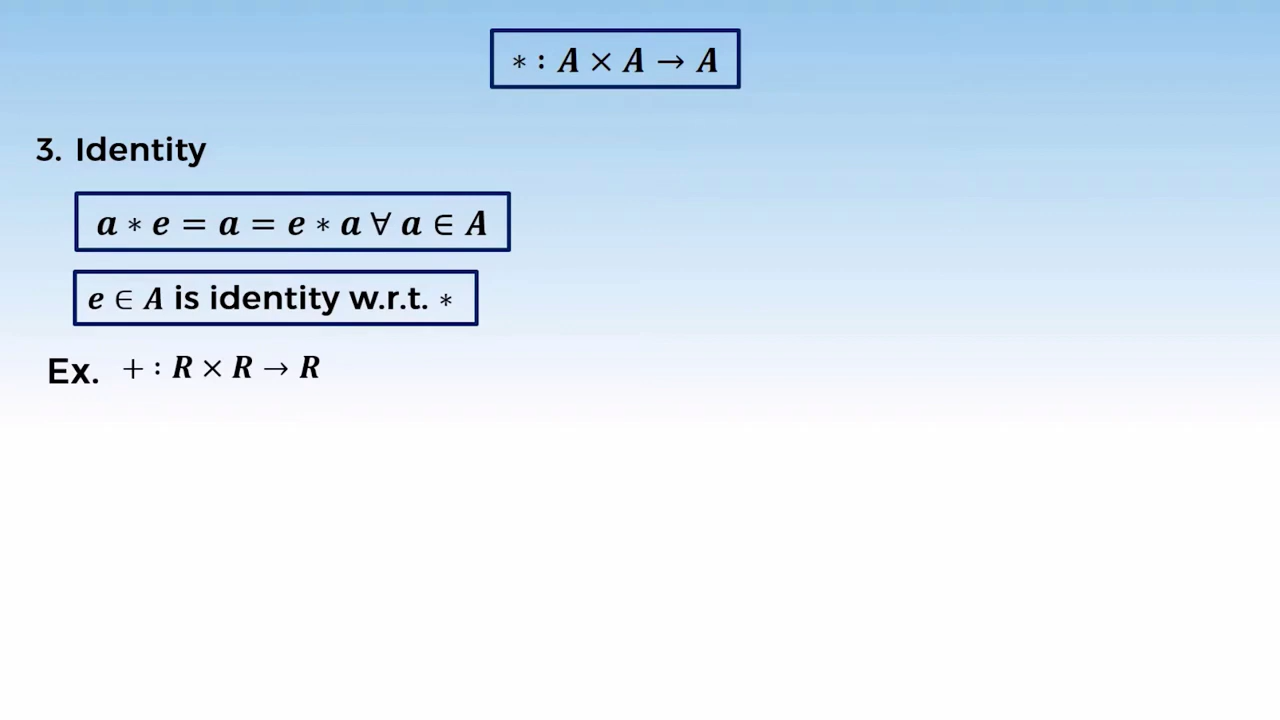 ∗ : A × A → A
3. Identity
a ∗ e = a = e ∗ a ∀ a ∈ A
e ∈ A is identity w.r.t. ∗
Ex. + : R × R → R